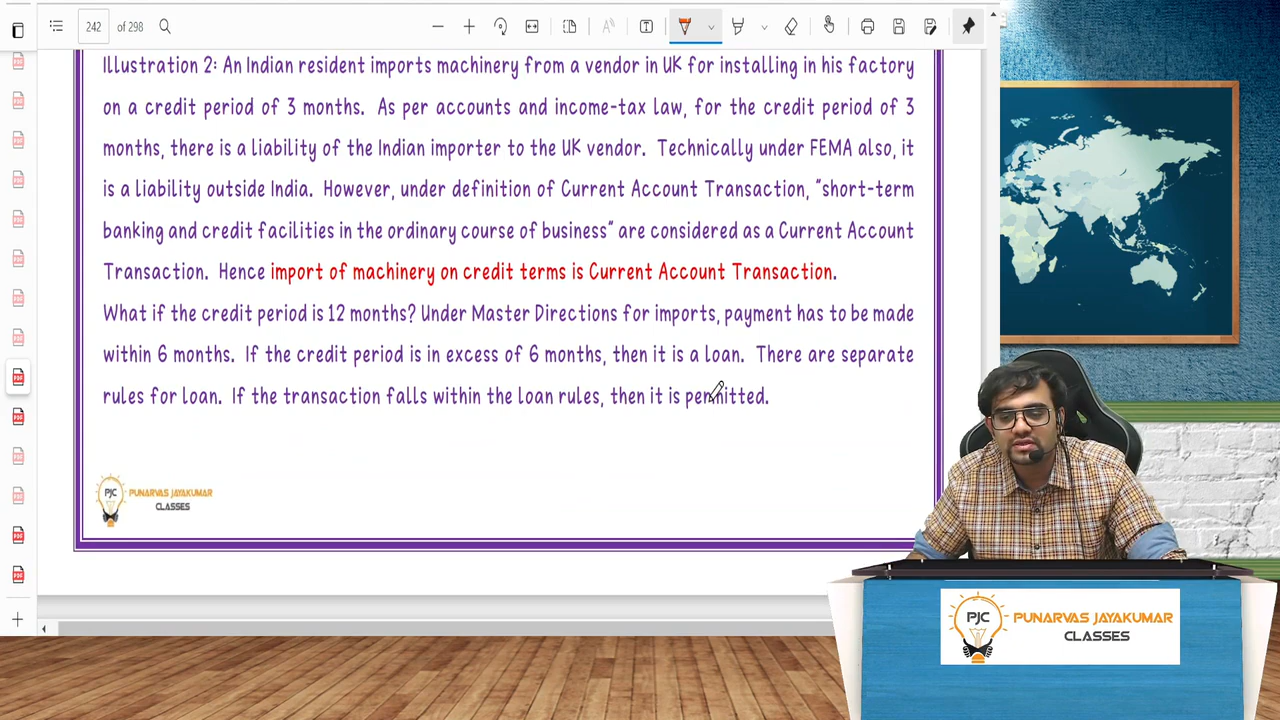 242 of 298
Illustration 2: An Indian resident imports machinery from a vendor in UK for installing in his factory
on a credit period of 3 months. As per accounts and income-tax law, for the credit period of 3
months, there is a liability of the Indian importer to the UK vendor. Technically under FEMA also, it
is a liability outside India. However, under definition of Current Account Transaction, "short-term
banking and credit facilities in the ordinary course of business" are considered as a Current Account
Transaction. Hence import of machinery on credit terms is Current Account Transaction.
What if the credit period is 12 months? Under Master Directions for imports, payment has to be made
within 6 months. If the credit period is in excess of 6 months, then it is a loan. There are separate
rules for loan. If the transaction falls within the loan rules, then it is permitted.
PJC
PUNARVAS JAYAKUMAR
CLASSES
PJC
PUNARVAS JAYAKUMAR
CLASSES